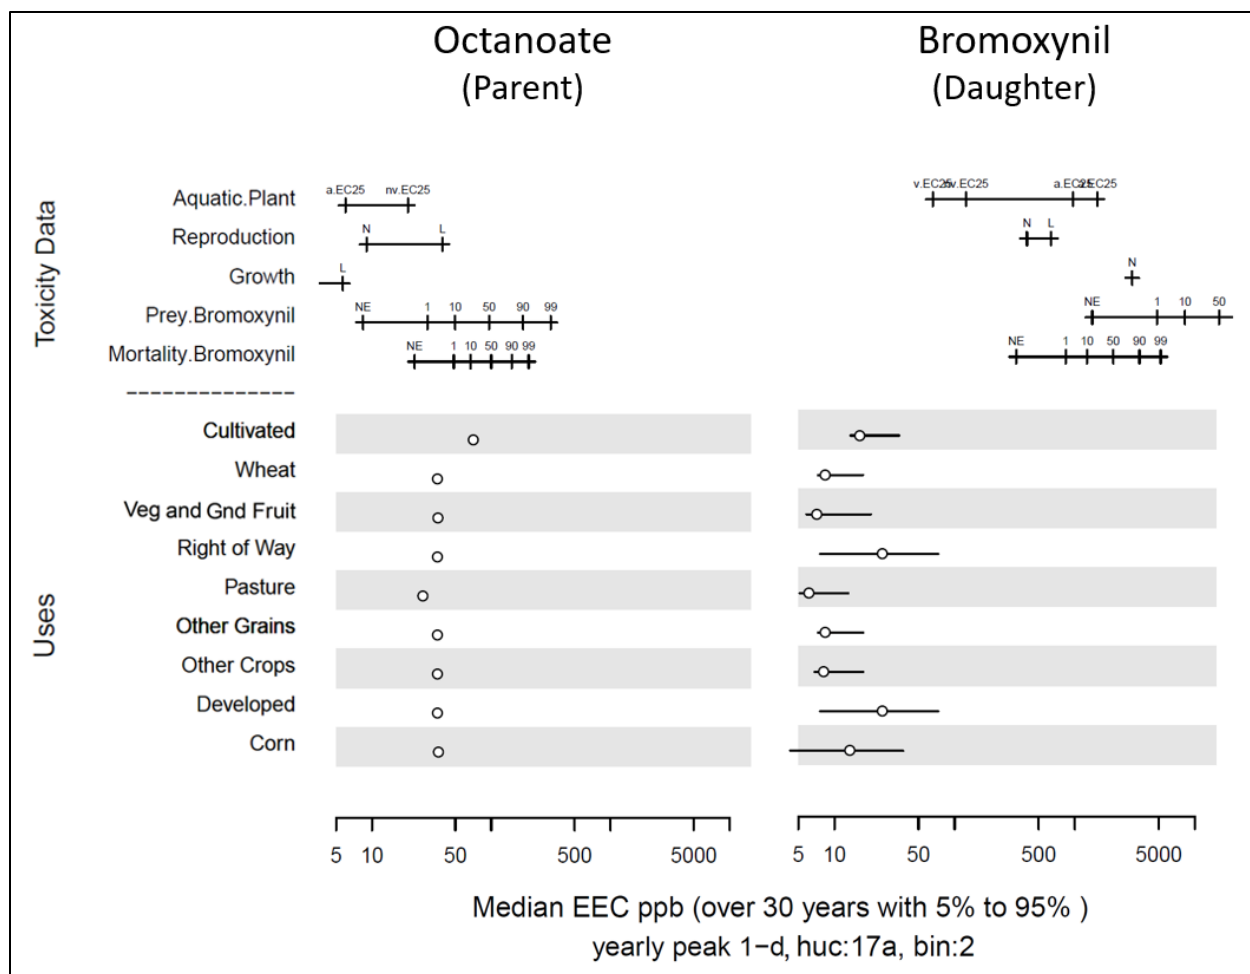 Octanoate
(Parent)
Bromoxynil
(Daughter)
Toxicity Data
Aquatic.Plant
a.EC25 nv.EC25
v.EC25 nv.EC25 a.EC25 EC25
Reproduction
N L
N L
Growth
L
N
Prey.Bromoxynil
NE 1 10 50 90 99
NE 1 10 50
Mortality.Bromoxynil
NE 1 10 50 90 99
NE 1 10 50 90 99
---------------
Uses
Cultivated
Wheat
Veg and Gnd Fruit
Right of Way
Pasture
Other Grains
Other Crops
Developed
Corn
5 10 50 500 5000
5 10 50 500 5000
Median EEC ppb (over 30 years with 5% to 95% )
yearly peak 1−d, huc:17a, bin:2